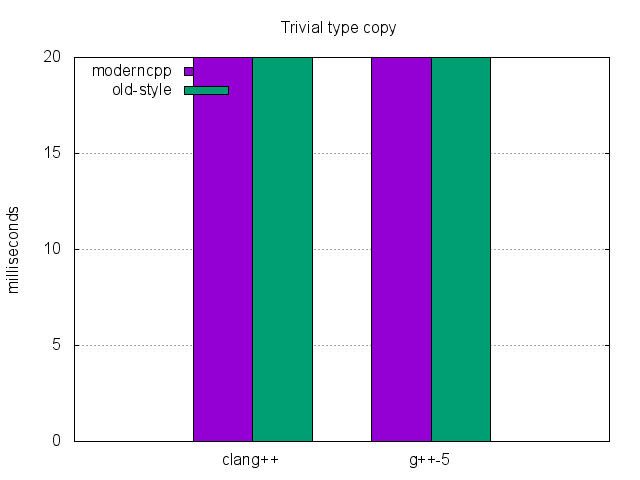 Trivial type copy
20
moderncpp
old-style
15
10
5
0
milliseconds
clang++
g++-5